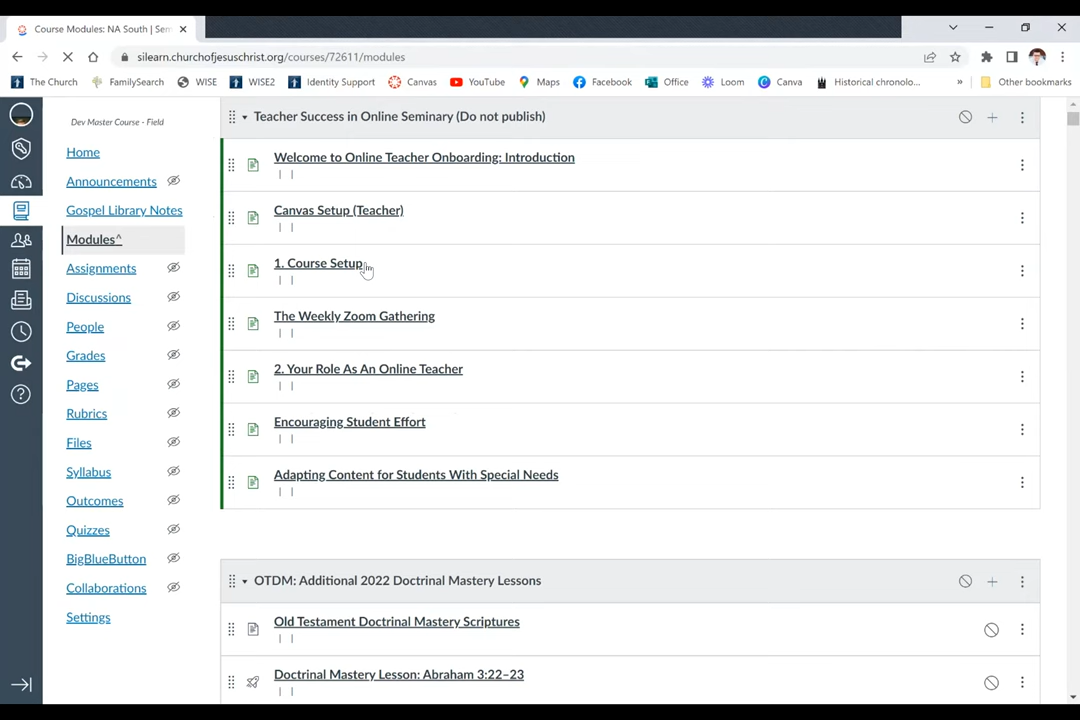 Course Modules: NA South | Sem
silearn.churchofjesuschrist.org/courses/72611/modules
The Church
FamilySearch
WISE
WISE2
Identity Support
Canvas
YouTube
Maps
Facebook
Office
Loom
Canva
Historical chronolo...
»
Other bookmarks
Dev Master Course - Field
Home
Announcements
Gospel Library Notes
Modules^
Assignments
Discussions
People
Grades
Pages
Rubrics
Files
Syllabus
Outcomes
Quizzes
BigBlueButton
Collaborations
Settings
Teacher Success in Online Seminary (Do not publish)
Welcome to Online Teacher Onboarding: Introduction
| |
Canvas Setup (Teacher)
| |
1. Course Setup
| |
The Weekly Zoom Gathering
| |
2. Your Role As An Online Teacher
| |
Encouraging Student Effort
| |
Adapting Content for Students With Special Needs
| |
OTDM: Additional 2022 Doctrinal Mastery Lessons
Old Testament Doctrinal Mastery Scriptures
| |
Doctrinal Mastery Lesson: Abraham 3:22–23
| |